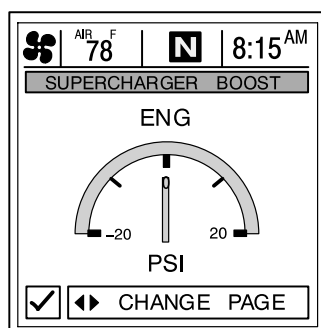 AIR F
78 N 8:15 AM
SUPERCHARGER BOOST
ENG
0
-20 20
PSI
CHANGE PAGE